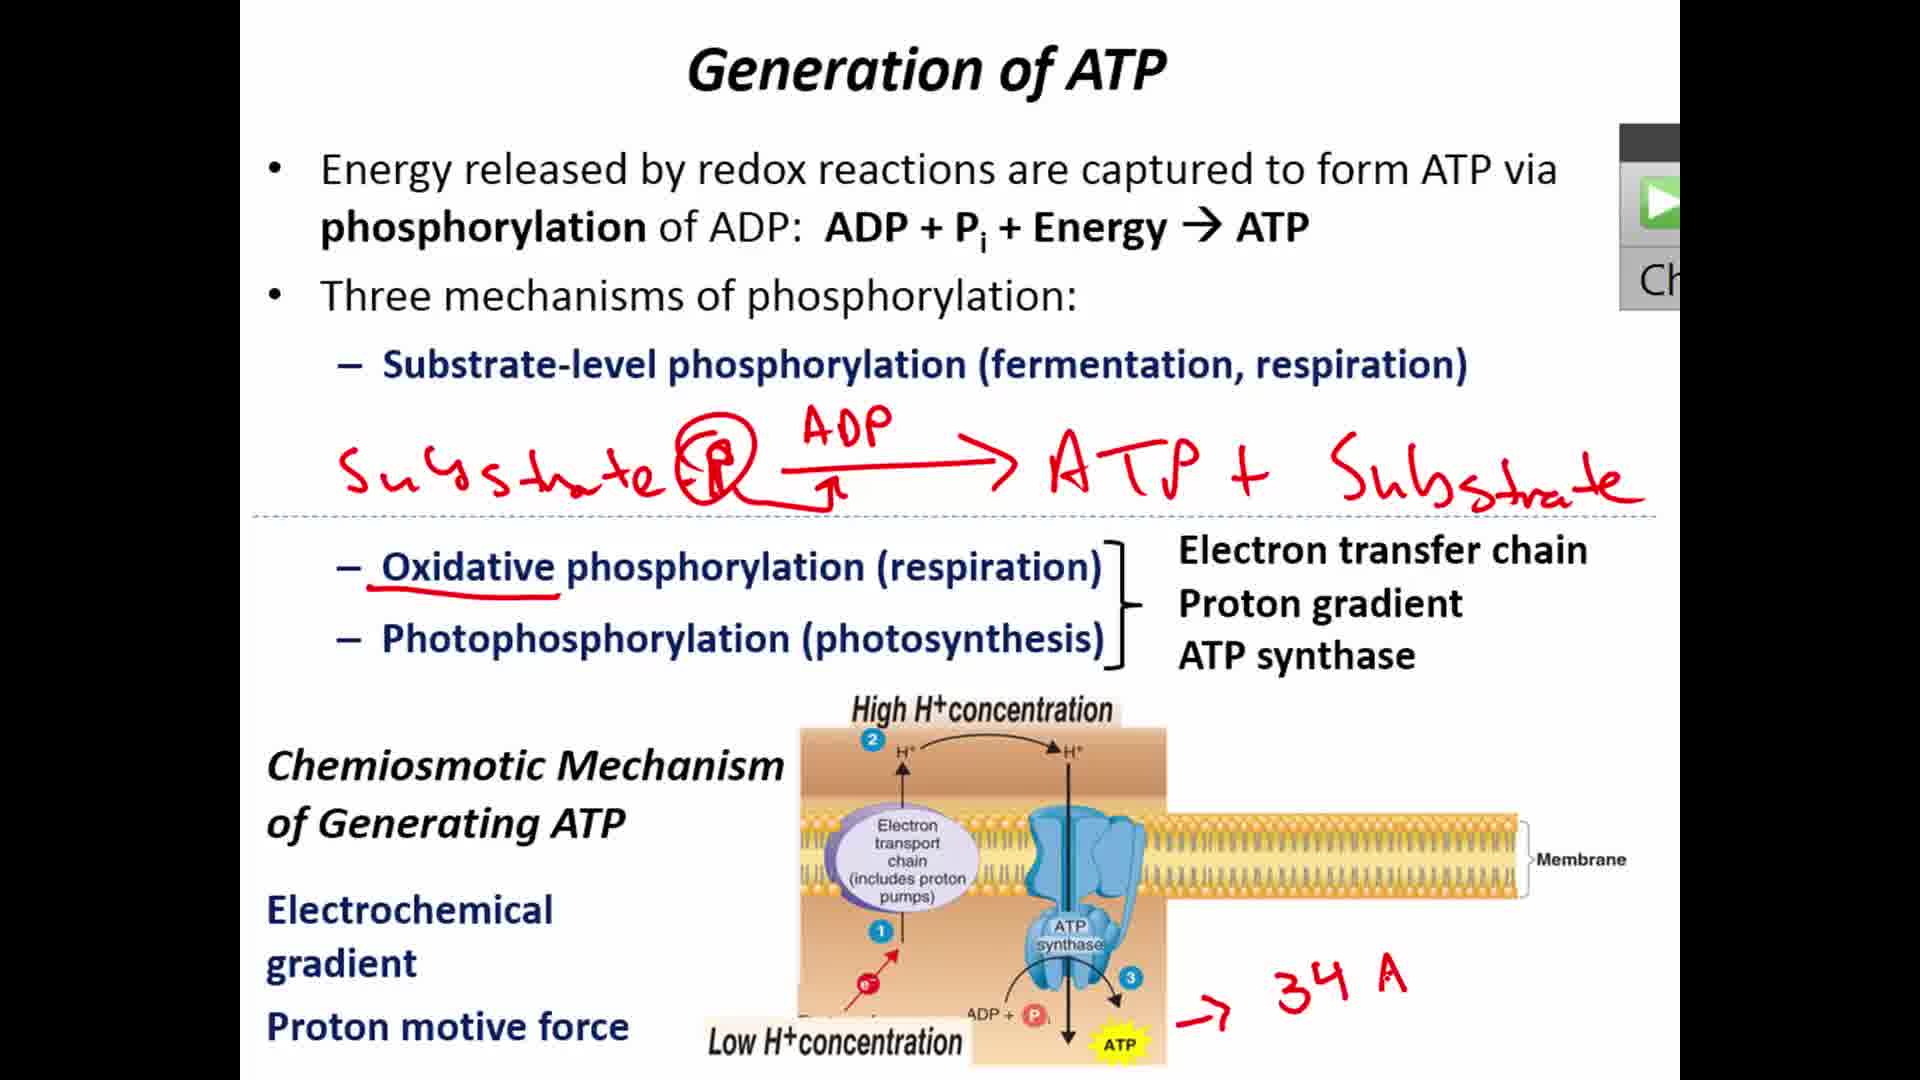 Generation of ATP
• Energy released by redox reactions are captured to form ATP via
phosphorylation of ADP: ADP + Pi + Energy → ATP
• Three mechanisms of phosphorylation:
– Substrate-level phosphorylation (fermentation, respiration)
ADP
Substrate -P → ATP + Substrate
– Oxidative phosphorylation (respiration)
– Photophosphorylation (photosynthesis)
Electron transfer chain
Proton gradient
ATP synthase
Chemiosmotic Mechanism
of Generating ATP
Electrochemical
gradient
Proton motive force
High H+ concentration
2
H+
H+
Electron
transport
chain
(includes proton
pumps)
1
e-
ATP
synthase
3
ADP + P i
ATP
Low H+ concentration
Membrane
→ 34 A
Ch